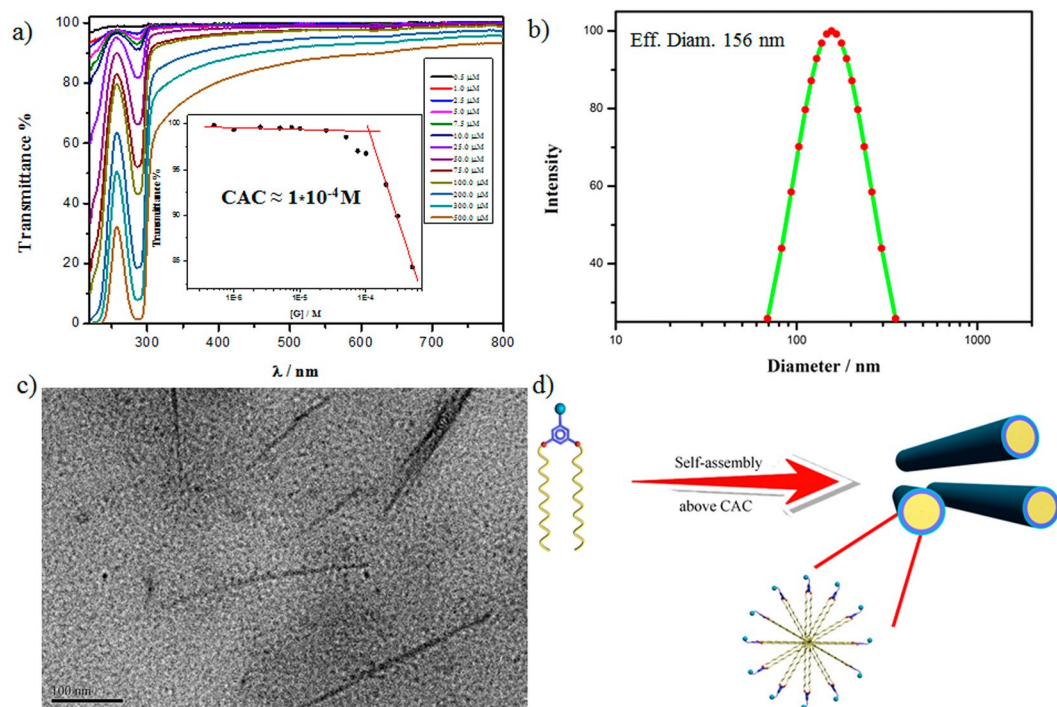 a)
Transmittance %
100
80
60
40
20
0
300
400
500
600
700
800
λ / nm
0.5 μM
1.0 μM
2.5 μM
5.0 μM
7.5 μM
10.0 μM
25.0 μM
50.0 μM
75.0 μM
100.0 μM
200.0 μM
300.0 μM
500.0 μM
Transmittance %
100
95
90
85
CAC ≈ 1*10⁻⁴M
1E-6
1E-5
1E-4
[G] / M
b)
Eff. Diam. 156 nm
Intensity
100
80
60
40
10
100
1000
Diameter / nm
c)
100 nm
d)
Self-assembly
above CAC